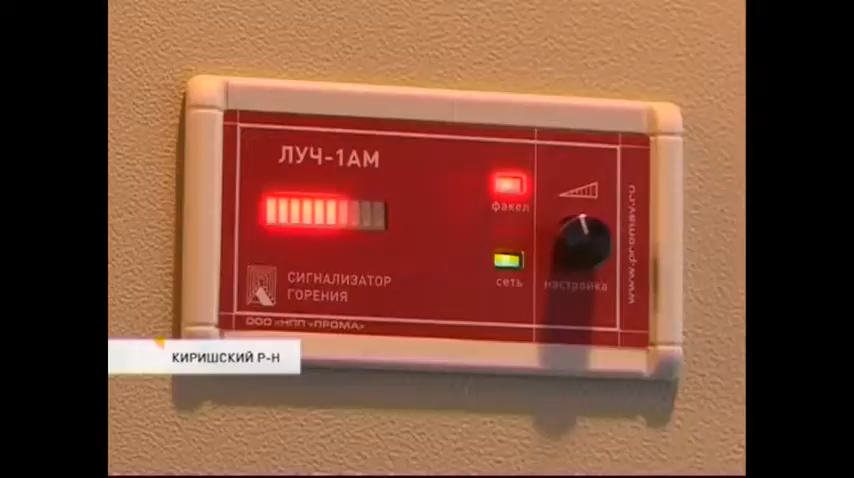 ЛУЧ-1АМ
факел
сеть
настройка
www.promav.ru
СИГНАЛИЗАТОР
ГОРЕНИЯ
ООО «НПП «ПРОМА»
КИРИШСКИЙ Р-Н